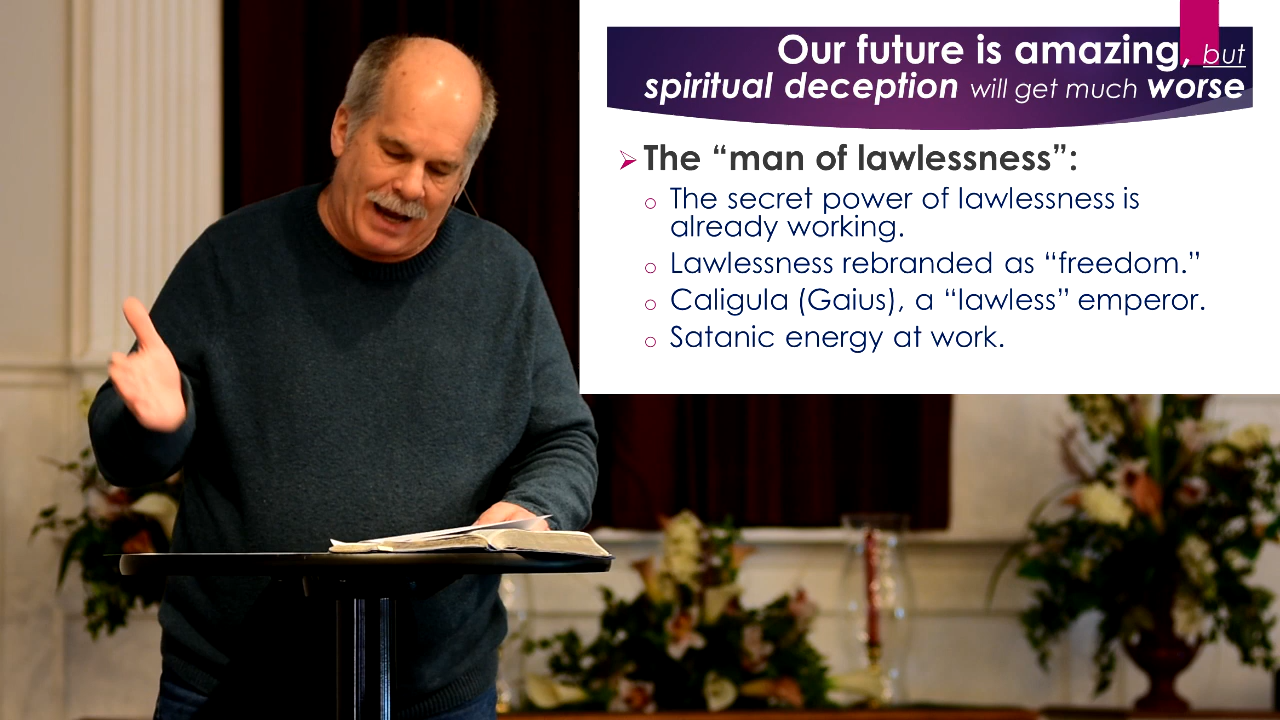 Our future is amazing, but
spiritual deception will get much worse
The “man of lawlessness”:
The secret power of lawlessness is
already working.
Lawlessness rebranded as “freedom.”
Caligula (Gaius), a “lawless” emperor.
Satanic energy at work.